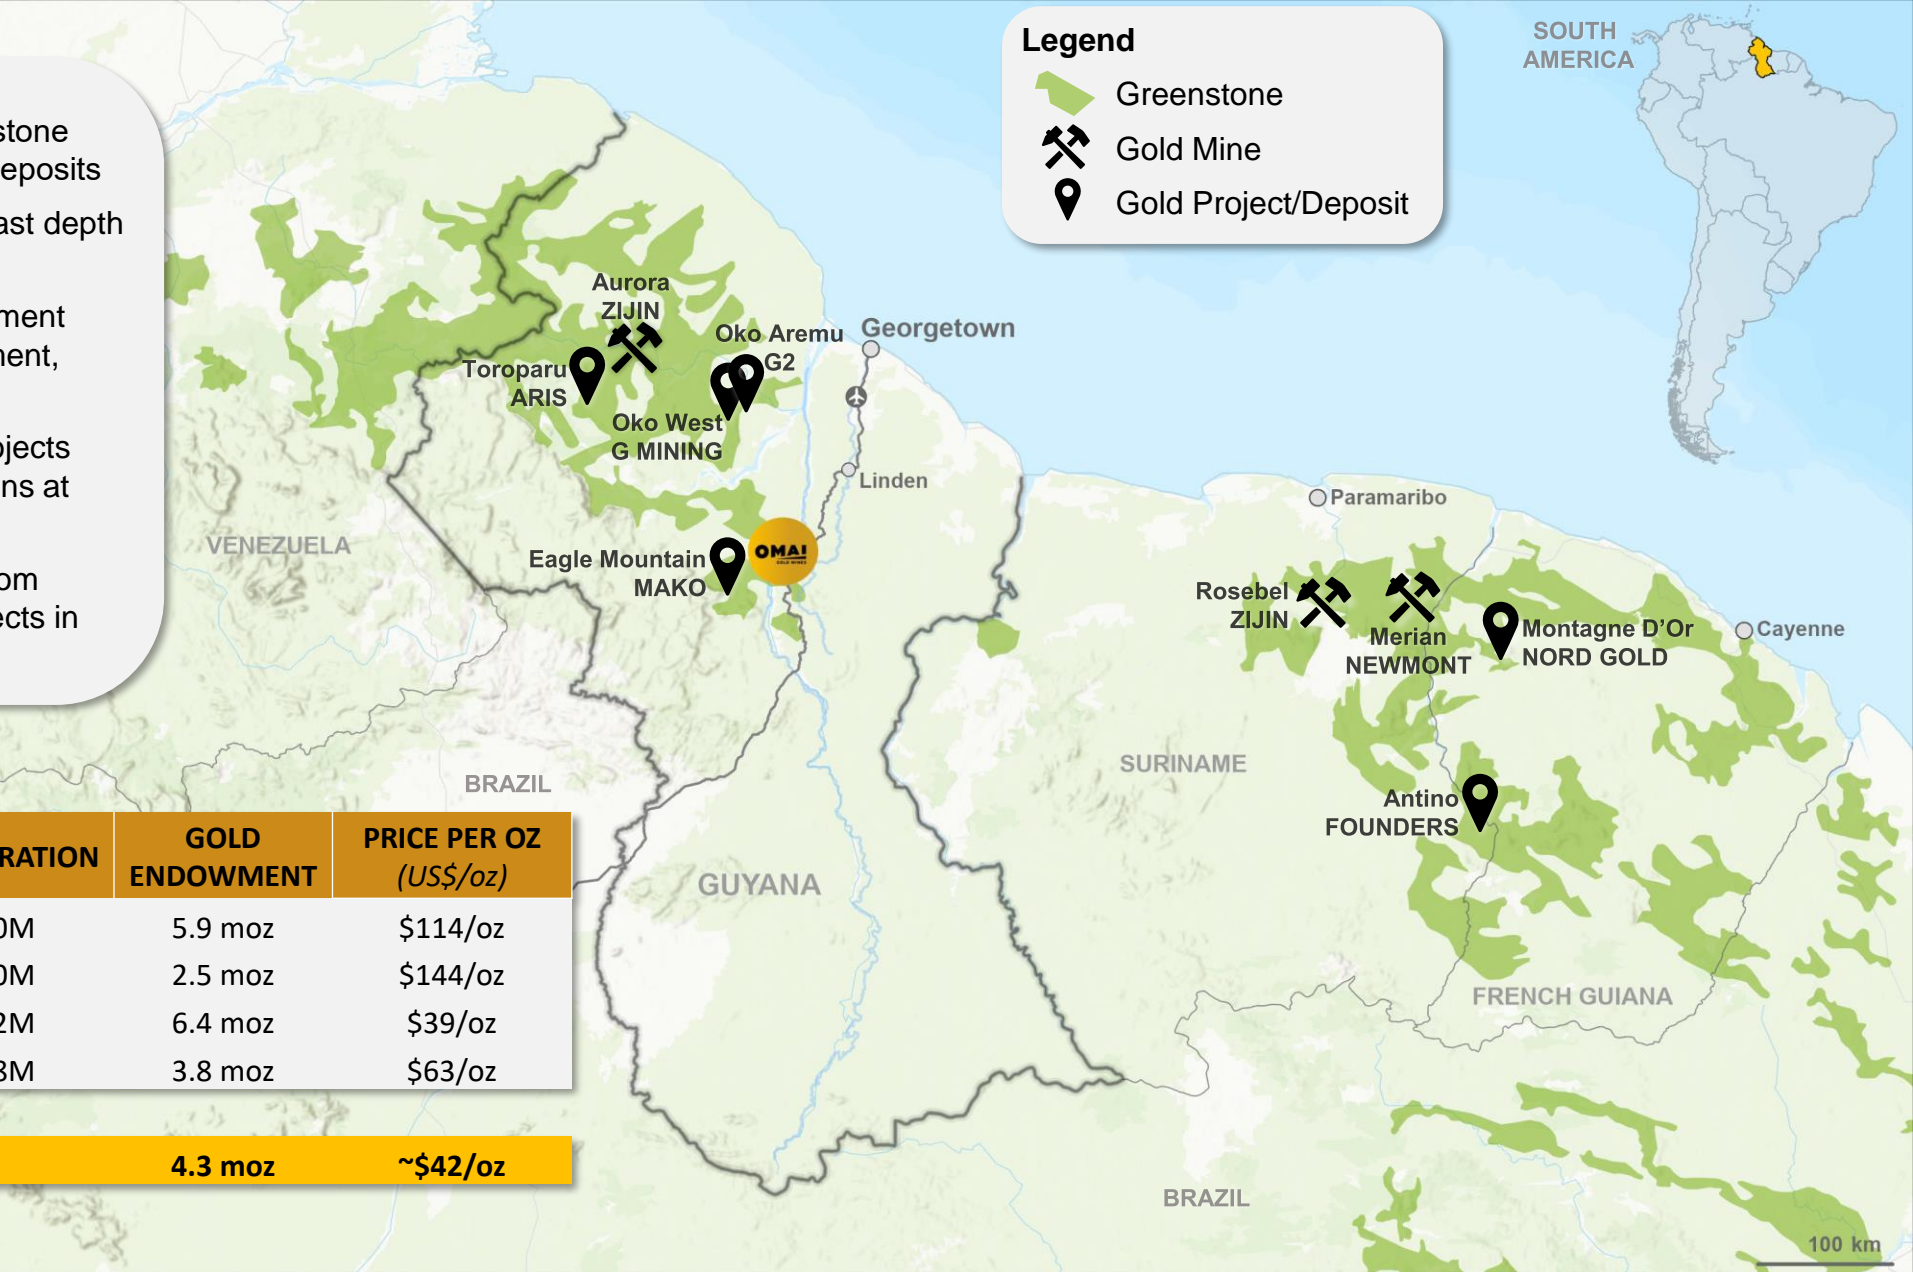 SOUTH
AMERICA
Legend
Greenstone
Gold Mine
Gold Project/Deposit
stone
eposits
ast depth
ment
nent,
jects
ns at
om
ects in
Aurora
ZIJIN
Oko Aremu
G2
Georgetown
Toroparu
ARIS
Oko West
G MINING
Linden
Paramaribo
VENEZUELA
Eagle Mountain
MAKO
OMAI
GOLD MINES
Rosebel
ZIJIN
Merian
NEWMONT
Montagne D'Or
NORD GOLD
Cayenne
SURINAME
BRAZIL
Antino
FOUNDERS
GUYANA
FRENCH GUIANA
RATION GOLD ENDOWMENT PRICE PER OZ (US$/oz)
0M 5.9 moz $114/oz
0M 2.5 moz $144/oz
2M 6.4 moz $39/oz
3M 3.8 moz $63/oz
4.3 moz ~$42/oz
BRAZIL
100 km